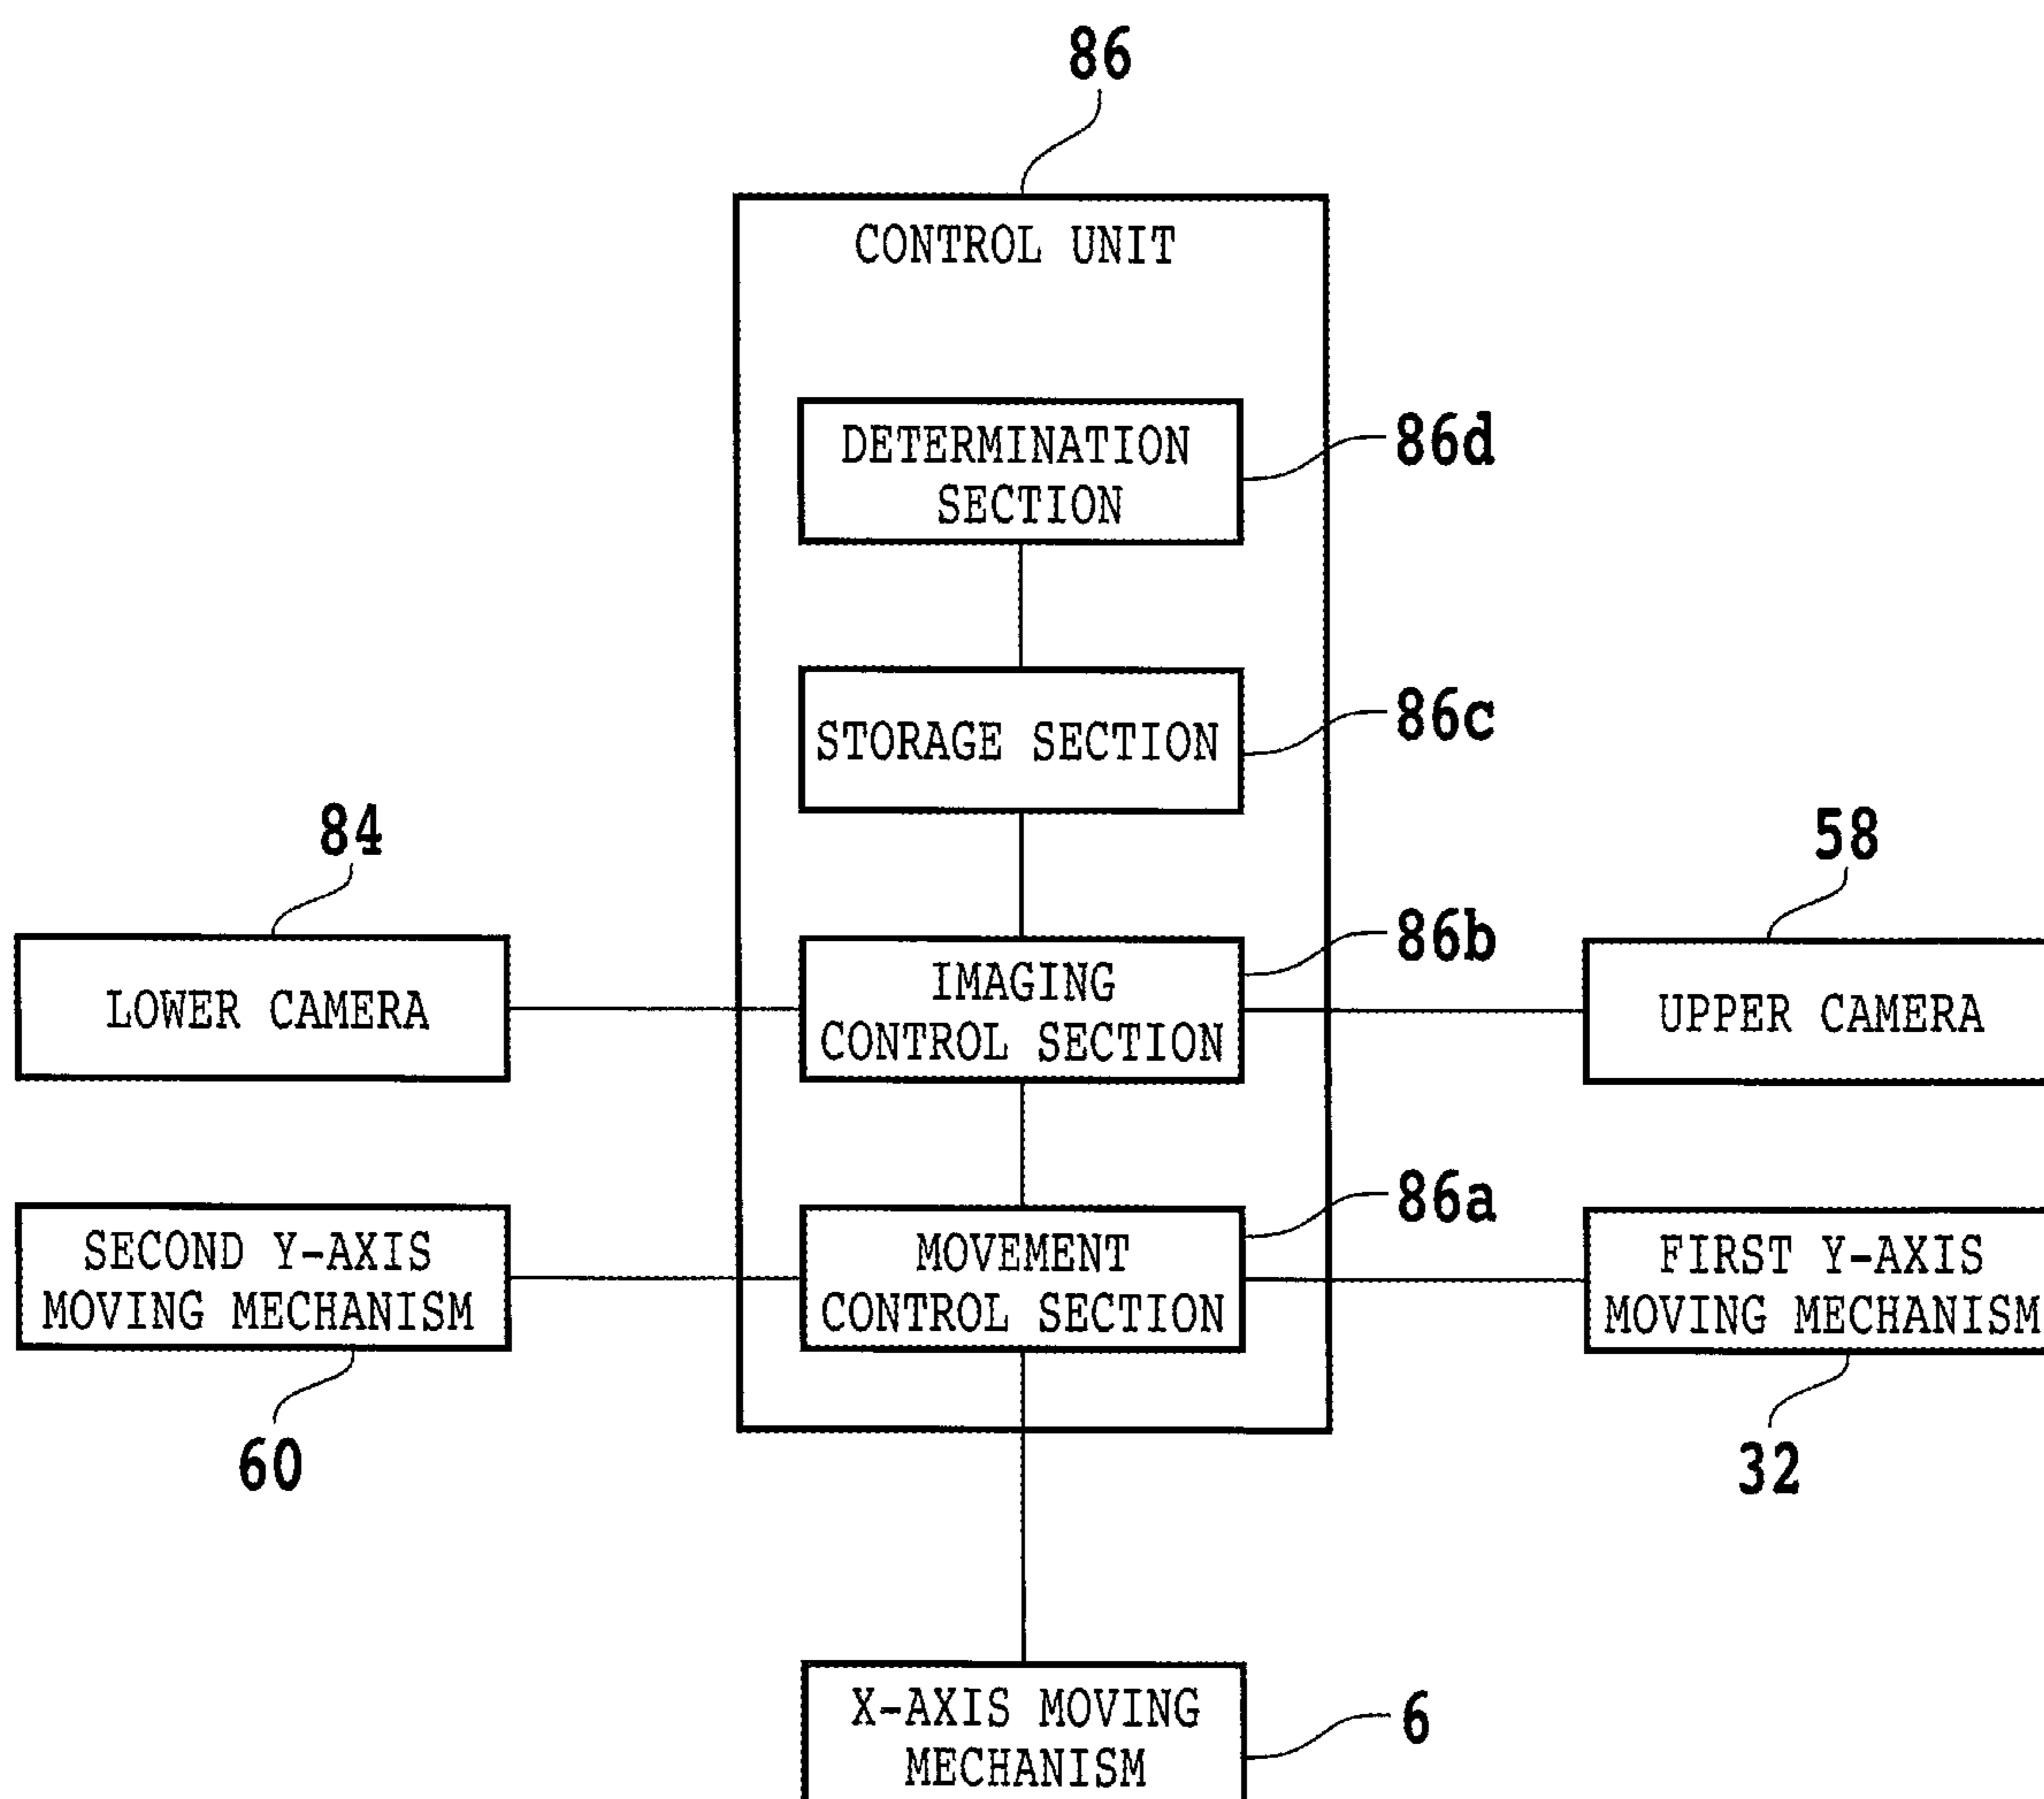 86
CONTROL UNIT
DETERMINATION
SECTION
86d
STORAGE SECTION
86c
84
58
LOWER CAMERA
IMAGING
CONTROL SECTION
86b
UPPER CAMERA
SECOND Y-AXIS
MOVING MECHANISM
60
MOVEMENT
CONTROL SECTION
86a
FIRST Y-AXIS
MOVING MECHANISM
32
X-AXIS MOVING
MECHANISM
6